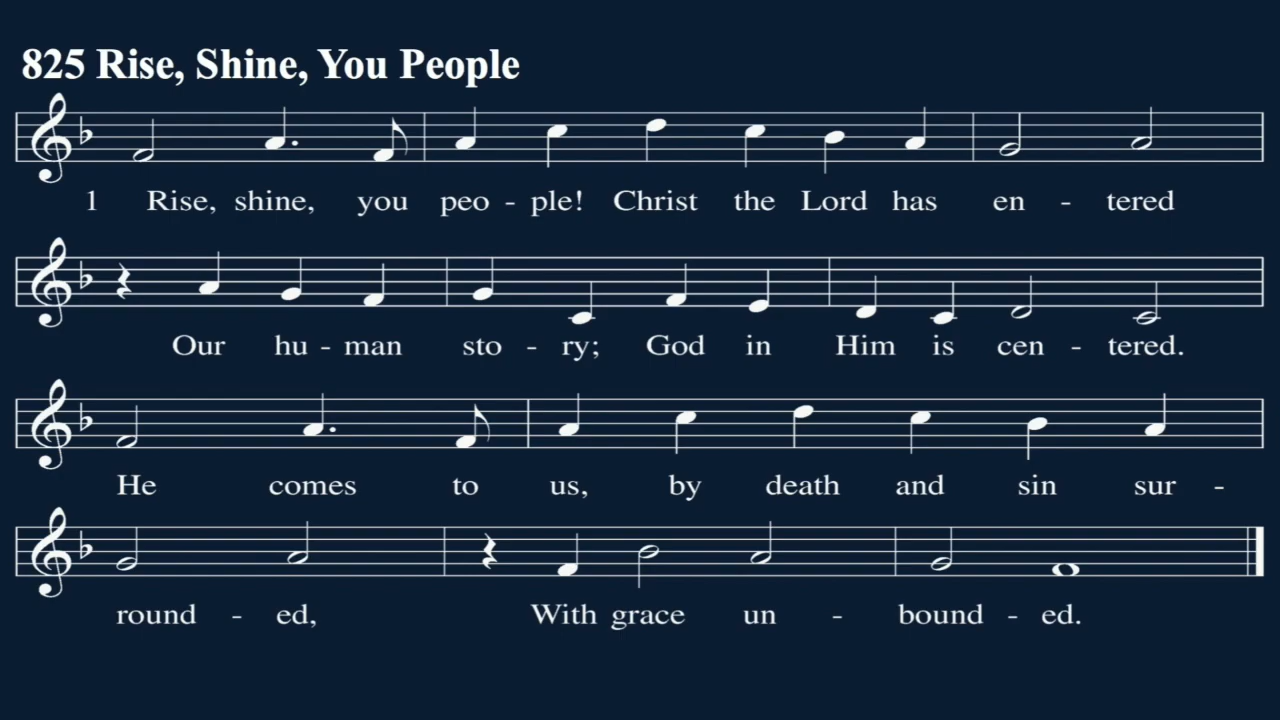 825 Rise, Shine, You People
1 Rise, shine, you peo - ple! Christ the Lord has en - tered
Our hu - man sto - ry; God in Him is cen - tered.
He comes to us, by death and sin sur -
round - ed, With grace un - bound - ed.